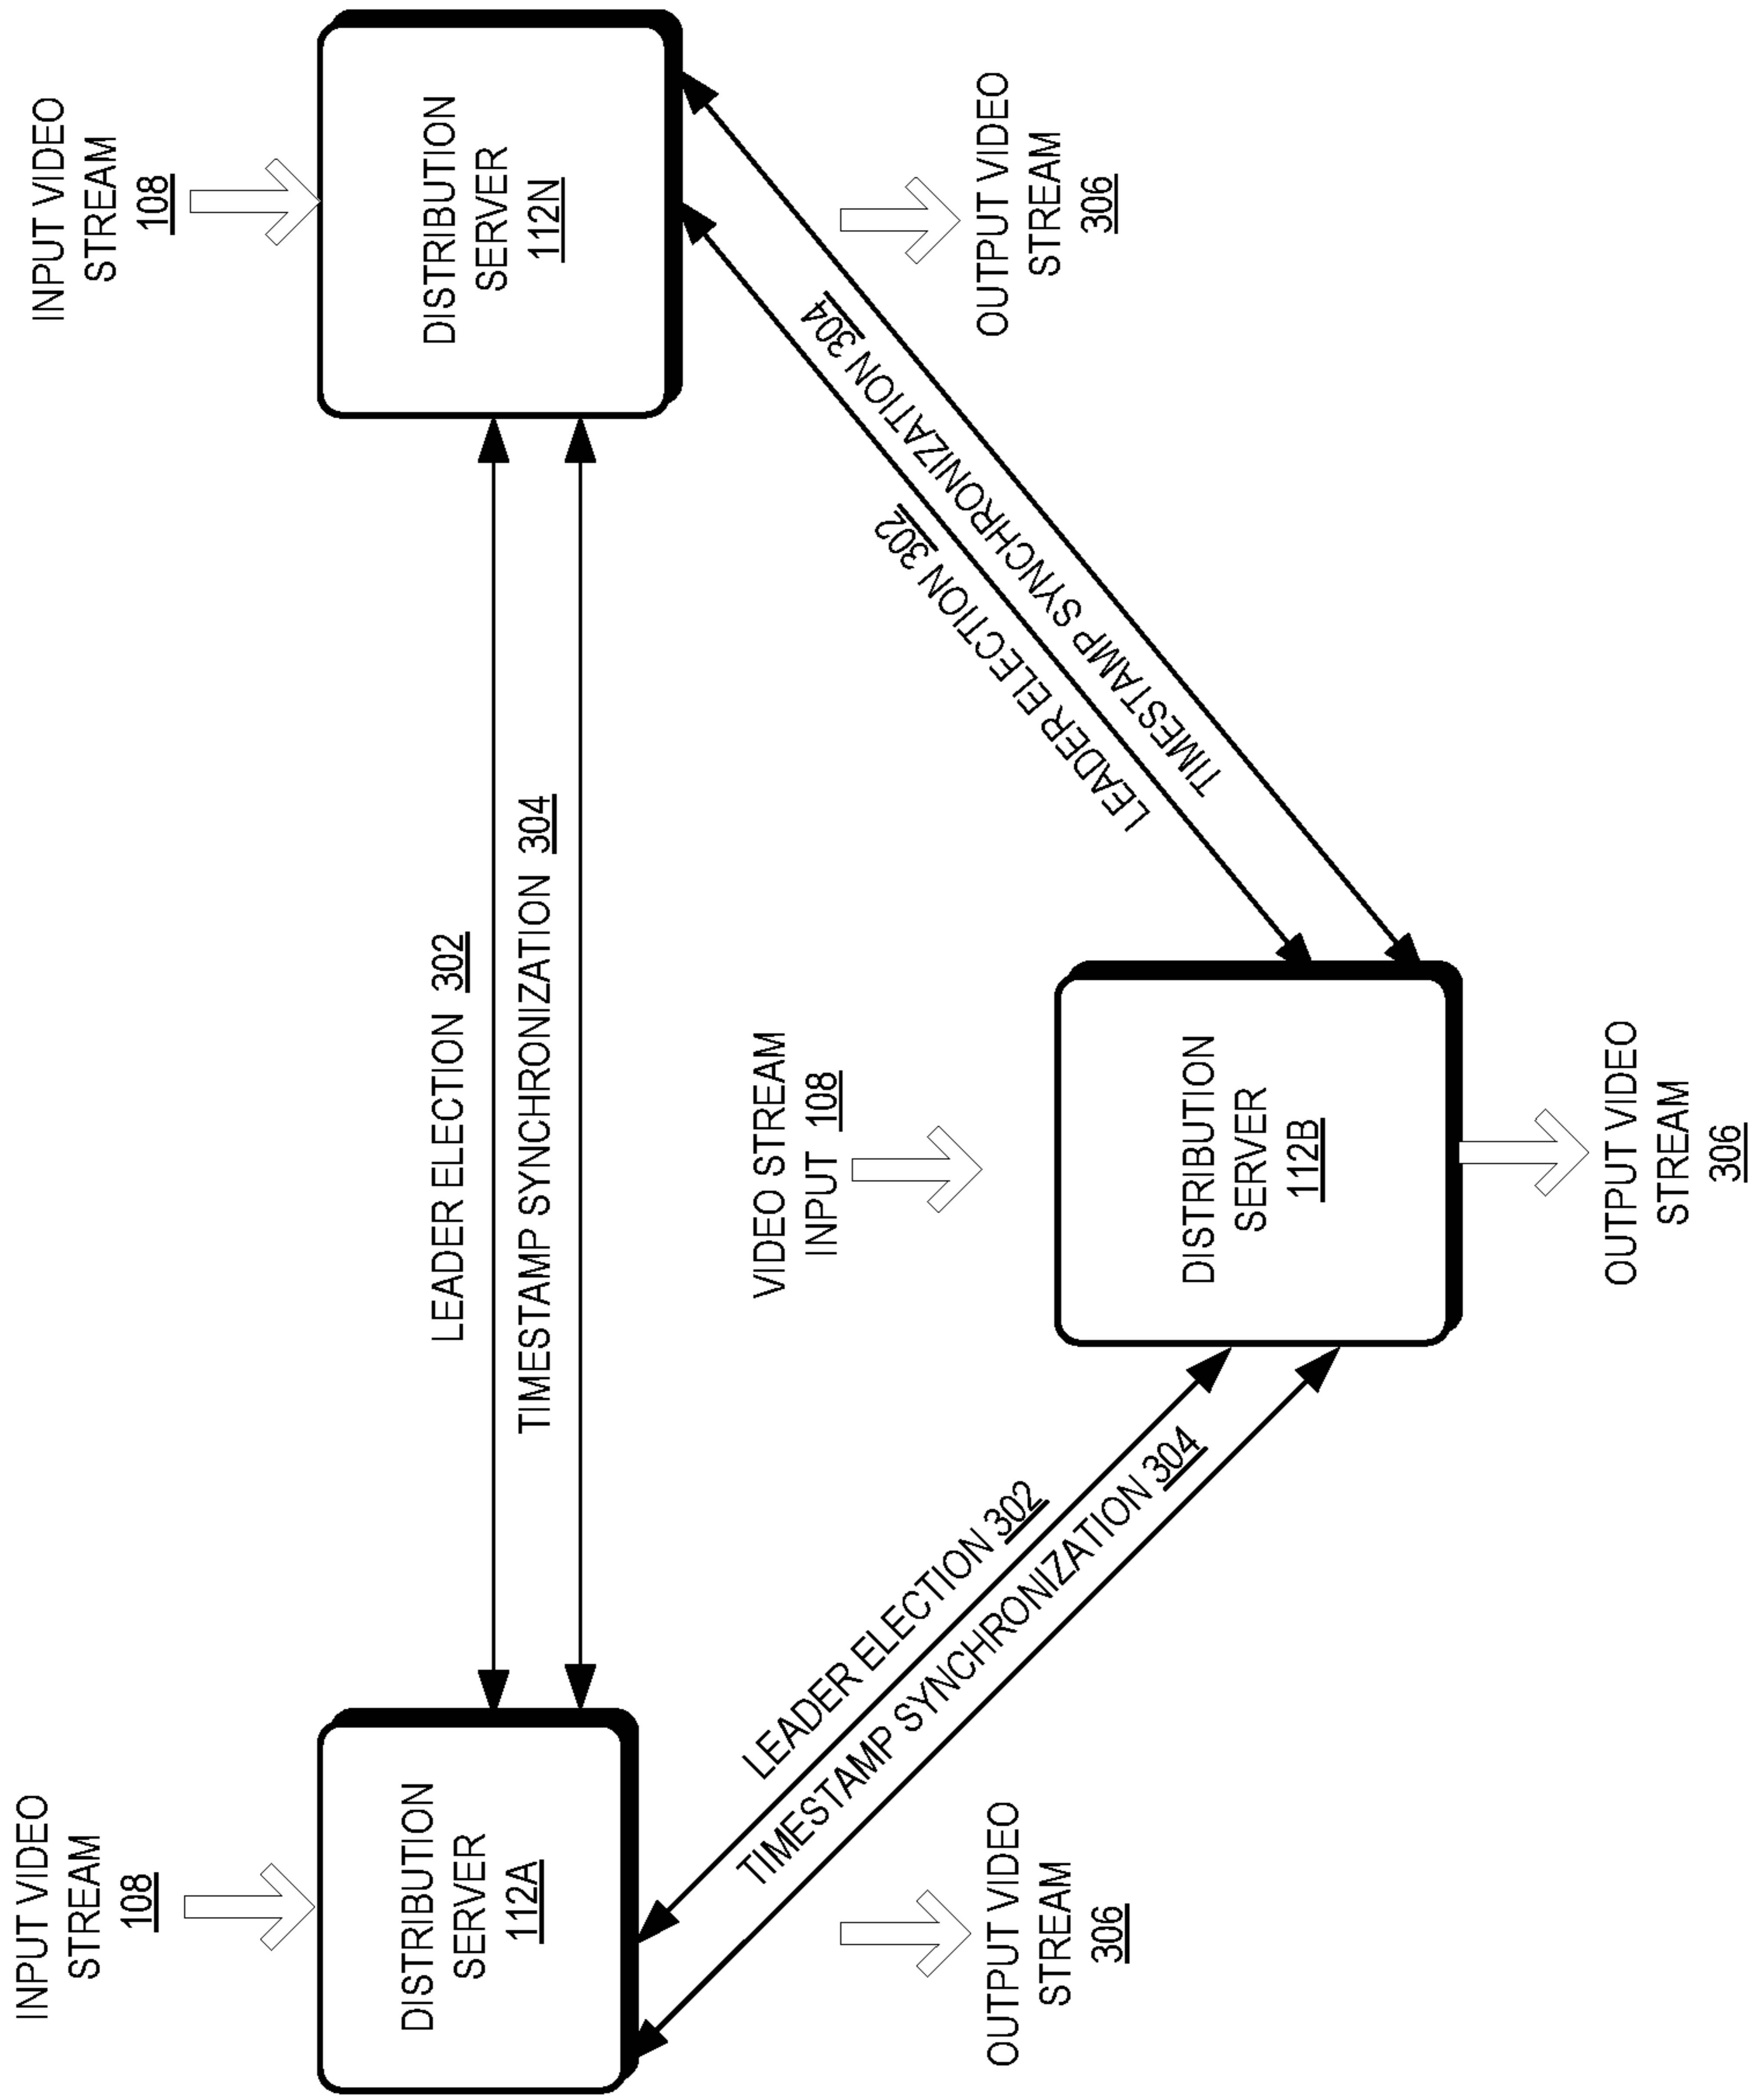 INPUT VIDEO
STREAM
108
DISTRIBUTION
SERVER
112A
OUTPUT VIDEO
STREAM
306
LEADER ELECTION 302
TIMESTAMP SYNCHRONIZATION 304
LEADER ELECTION 302
TIMESTAMP SYNCHRONIZATION 304
VIDEO STREAM
INPUT 108
DISTRIBUTION
SERVER
112B
OUTPUT VIDEO
STREAM
306
LEADER ELECTION 302
TIMESTAMP SYNCHRONIZATION 304
INPUT VIDEO
STREAM
108
DISTRIBUTION
SERVER
112N
OUTPUT VIDEO
STREAM
306